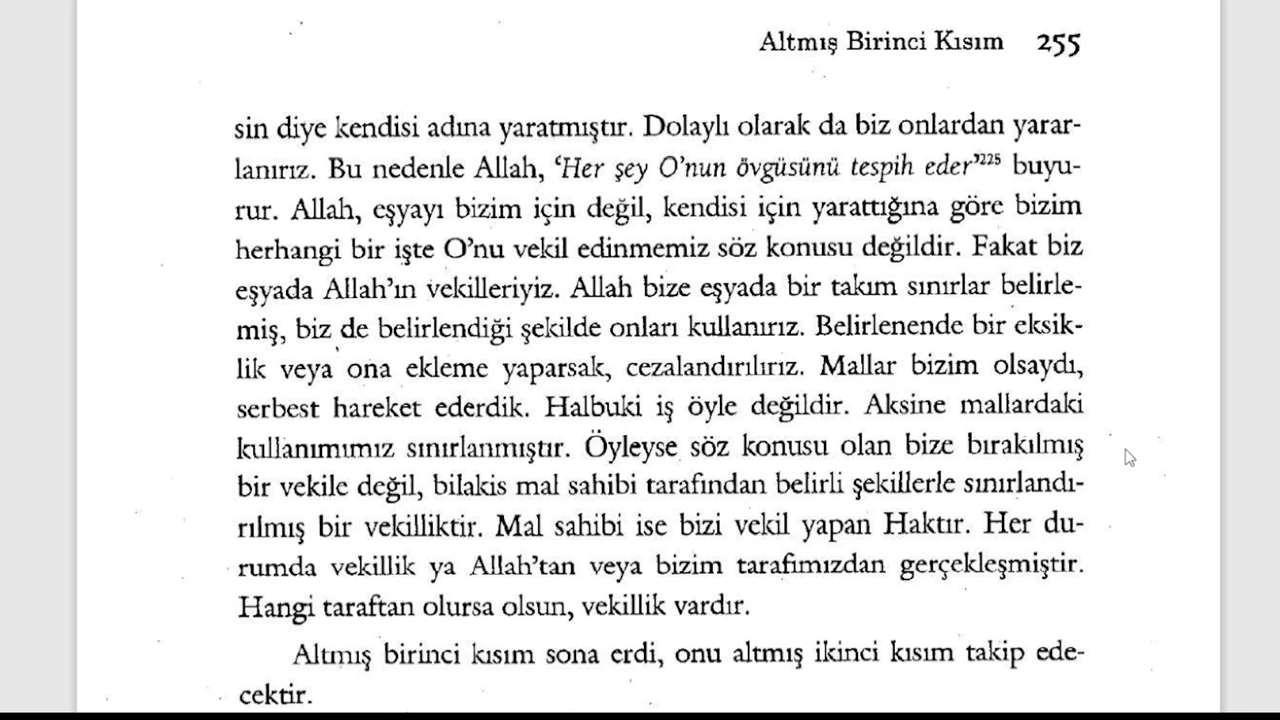 Altmış Birinci Kısım 255
sin diye kendisi adına yaratmıştır. Dolaylı olarak da biz onlardan yarar-
lanırız. Bu nedenle Allah, ‘Her şey O’nun övgüsünü tespih eder’²²⁵ buyu-
rur. Allah, eşyayı bizim için değil, kendisi için yarattığına göre bizim
herhangi bir işte O’nu vekil edinmemiz söz konusu değildir. Fakat biz
eşyada Allah’ın vekilleriyiz. Allah bize eşyada bir takım sınırlar belirle-
miş, biz de belirlendiği şekilde onları kullanırız. Belirlenende bir eksik-
lik veya ona ekleme yaparsak, cezalandırılırız. Mallar bizim olsaydı,
serbest hareket ederdik. Halbuki iş öyle değildir. Aksine mallardaki
kullanımımız sınırlanmıştır. Öyleyse söz konusu olan bize bırakılmış
bir vekile değil, bilakis mal sahibi tarafından belirli şekillerle sınırlandı-
rılmış bir vekilliktir. Mal sahibi ise bizi vekil yapan Haktır. Her du-
rumda vekillik ya Allah’tan veya bizim tarafımızdan gerçekleşmiştir.
Hangi taraftan olursa olsun, vekillik vardır.
Altmış birinci kısım sona erdi, onu altmış ikinci kısım takip ede-
cektir.